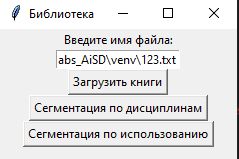 Библиотека
Введите имя файла:
abs_AiSD\venv\123.txt
Загрузить книги
Сегментация по дисциплинам
Сегментация по использованию